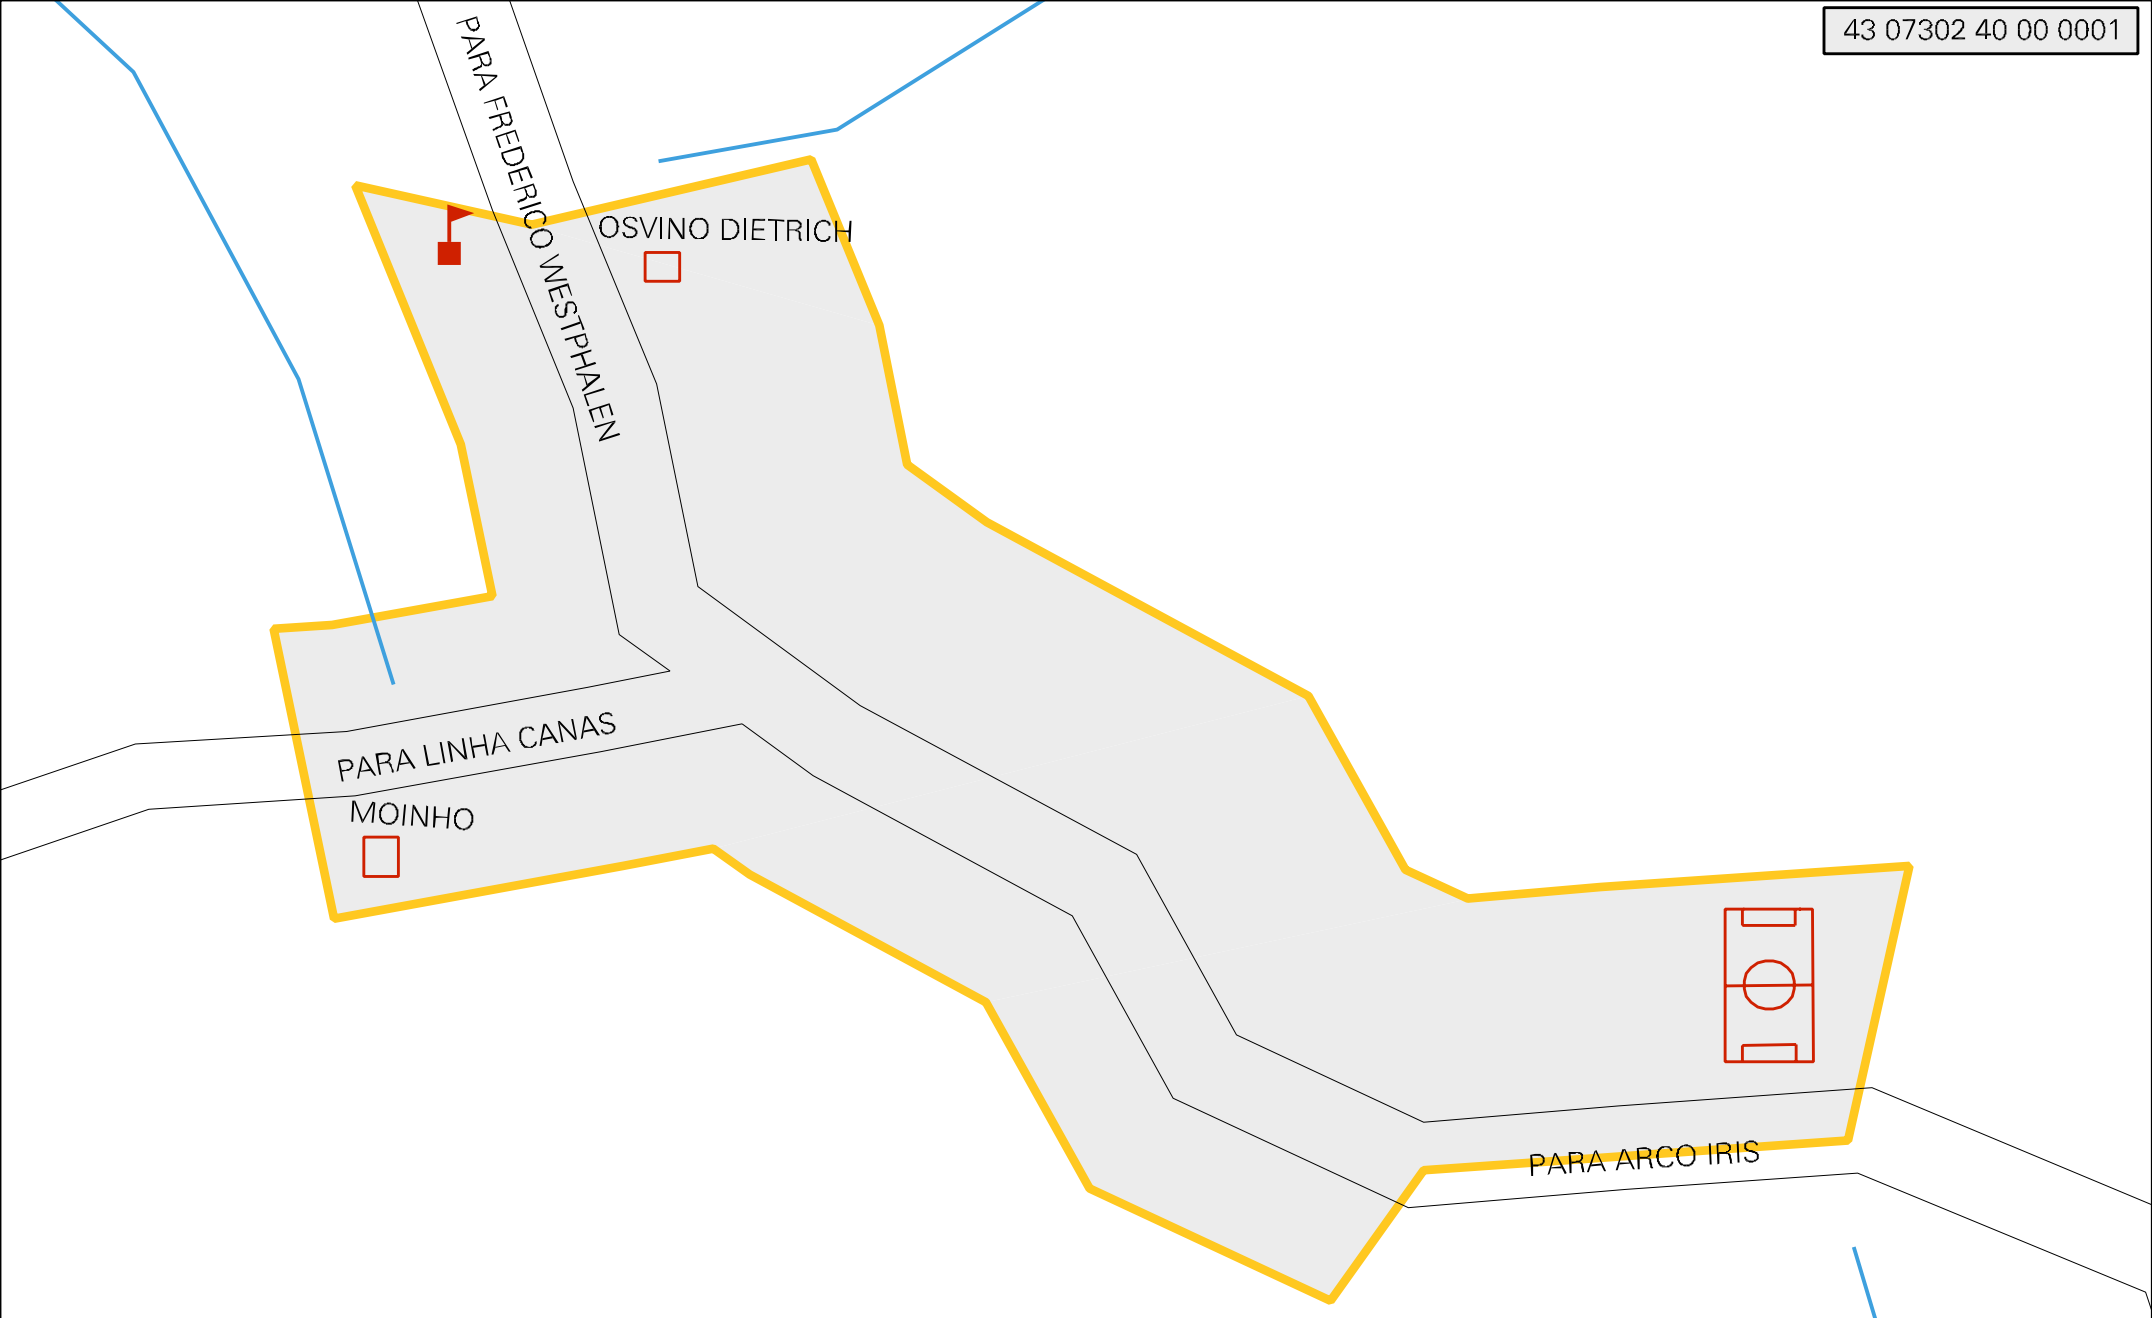 43 07302 40 00 0001
PARA FREDERICO WESTPHALEN
OSVINO DIETRICH
PARA LINHA CANAS
MOINHO
PARA ARCO IRIS